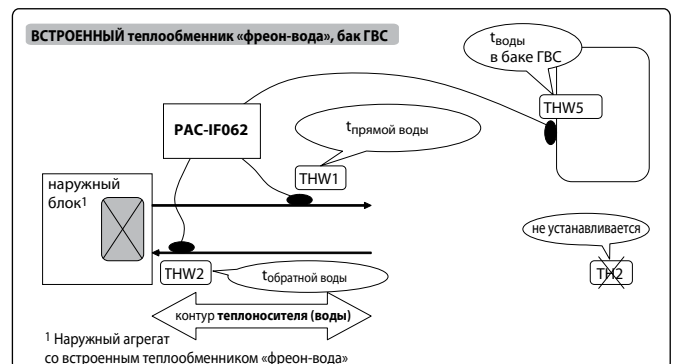 ВСТРОЕННЫЙ теплообменник «фреон-вода», бак ГВС
tводы
в баке ГВС
THW5
PAC-IF062
tпрямой воды
THW1
наружный
блок1
не устанавливается
TH2
THW2
tобратной воды
контур теплоносителя (воды)
1 Наружный агрегат
со встроенным теплообменником «фреон-вода»